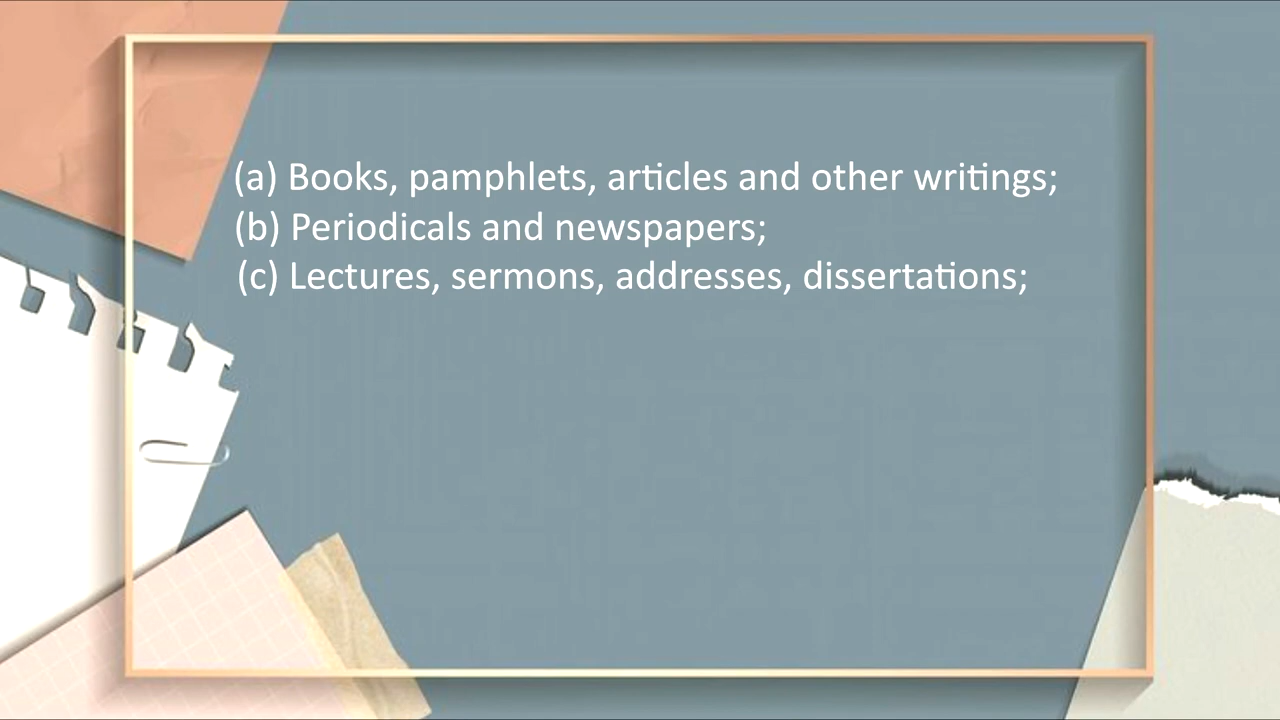 (a) Books, pamphlets, articles and other writings;
(b) Periodicals and newspapers;
(c) Lectures, sermons, addresses, dissertations;